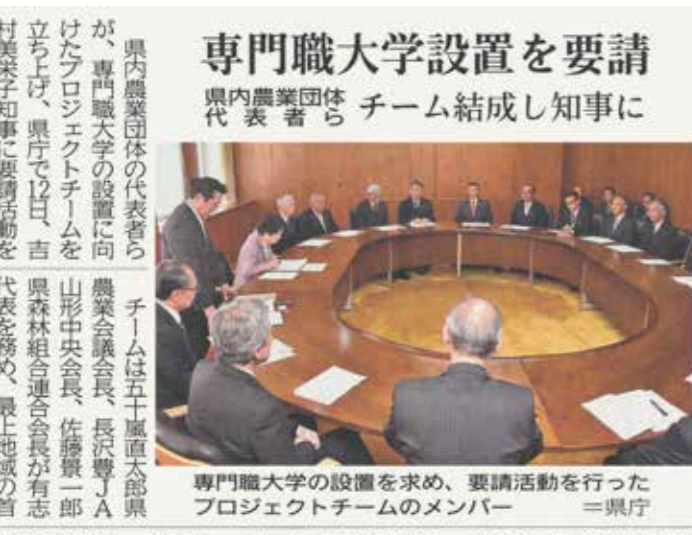 専門職大学設置を要請
県内農業団体
代表者ら
チーム結成し知事に
県内農業団体の代表者ら
が、専門職大学の設置に向
けたプロジェクトチームを
立ち上げ、県庁で12日、吉
村美栄子知事に要請活動を
チームは五十嵐直太郎県
農業会議会長、長沢豊JA
山形中央会長、佐藤景一郎
県森林組合連合会長が有志
代表を務め、最上地域の首
専門職大学の設置を求め、要請活動を行った
プロジェクトチームのメンバー ＝県庁